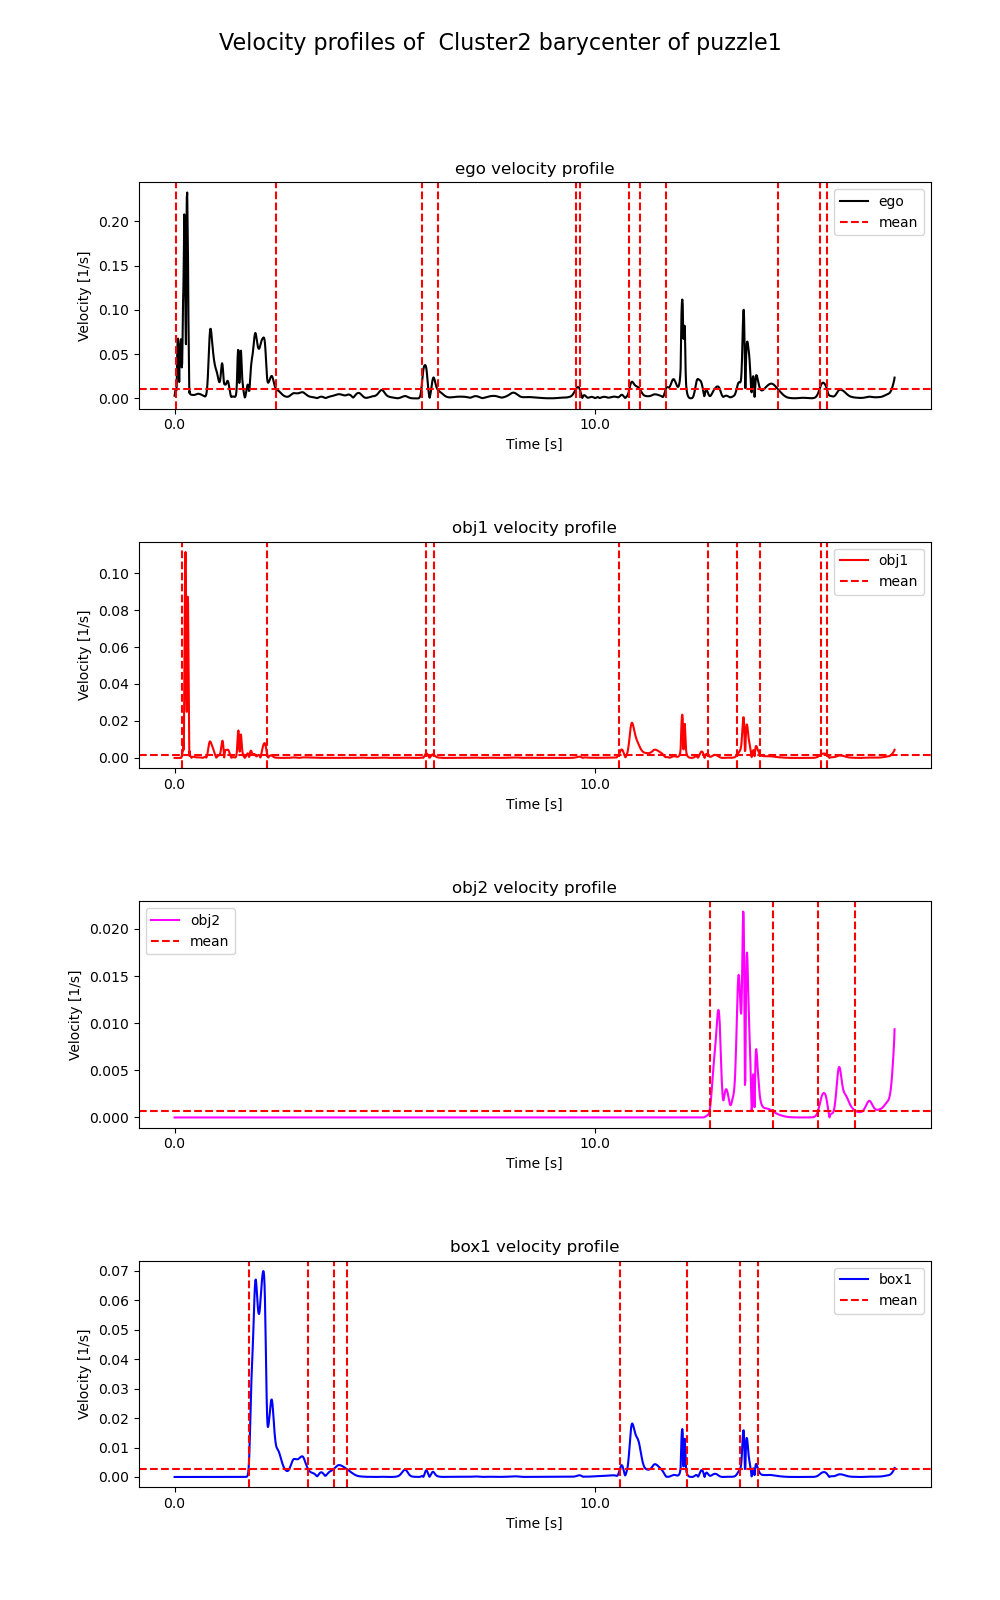 Velocity profiles of  Cluster2 barycenter of puzzle1
ego velocity profile
Velocity [1/s]
0.20
0.15
0.10
0.05
0.00
ego
mean
0.0
10.0
Time [s]
obj1 velocity profile
Velocity [1/s]
0.10
0.08
0.06
0.04
0.02
0.00
obj1
mean
0.0
10.0
Time [s]
obj2 velocity profile
Velocity [1/s]
0.020
0.015
0.010
0.005
0.000
obj2
mean
0.0
10.0
Time [s]
box1 velocity profile
Velocity [1/s]
0.07
0.06
0.05
0.04
0.03
0.02
0.01
0.00
box1
mean
0.0
10.0
Time [s]